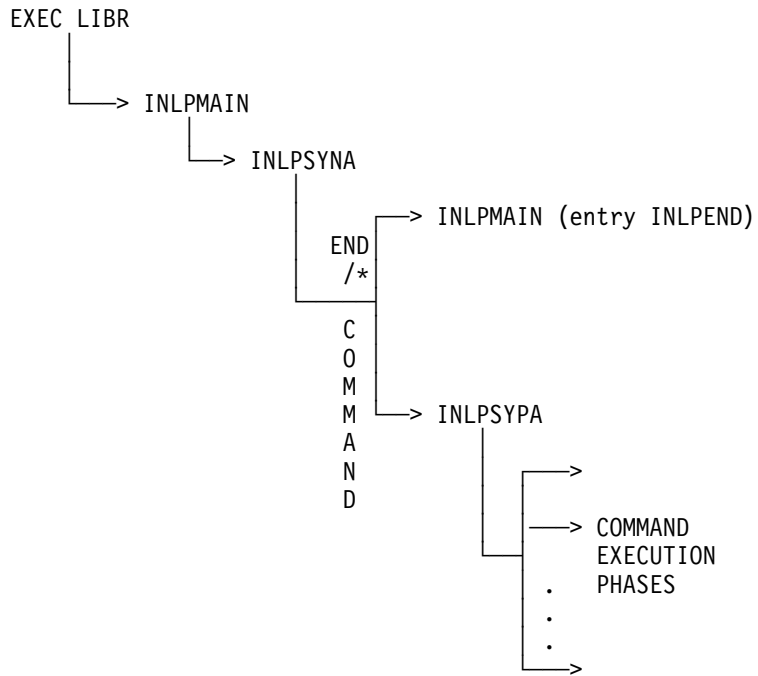 EXEC LIBR
INLPMAIN
INLPSYNA
INLPMAIN (entry INLPEND)
END
/*
C
O
M
M
A
N
D
INLPSYPA
COMMAND
EXECUTION
PHASES
.
.
.